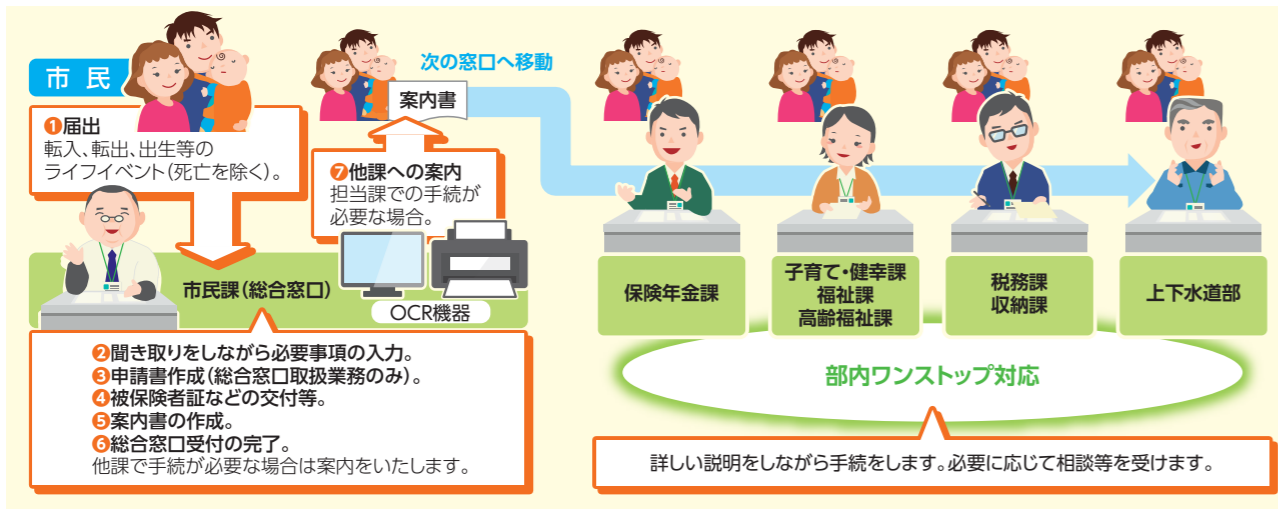 市民
❶届出
転入、転出、出生等の
ライフイベント(死亡を除く)。
市民課(総合窓口)
OCR機器
❷聞き取りをしながら必要事項の入力。
❸申請書作成(総合窓口取扱業務のみ)。
❹被保険者証などの交付等。
❺案内書の作成。
❻総合窓口受付の完了。
他課で手続が必要な場合は案内をいたします。
❼他課への案内
担当課での手続が
必要な場合。
案内書
次の窓口へ移動
保険年金課
子育て・健幸課
福祉課
高齢福祉課
税務課
収納課
上下水道部
部内ワンストップ対応
詳しい説明をしながら手続をします。必要に応じて相談等を受けます。